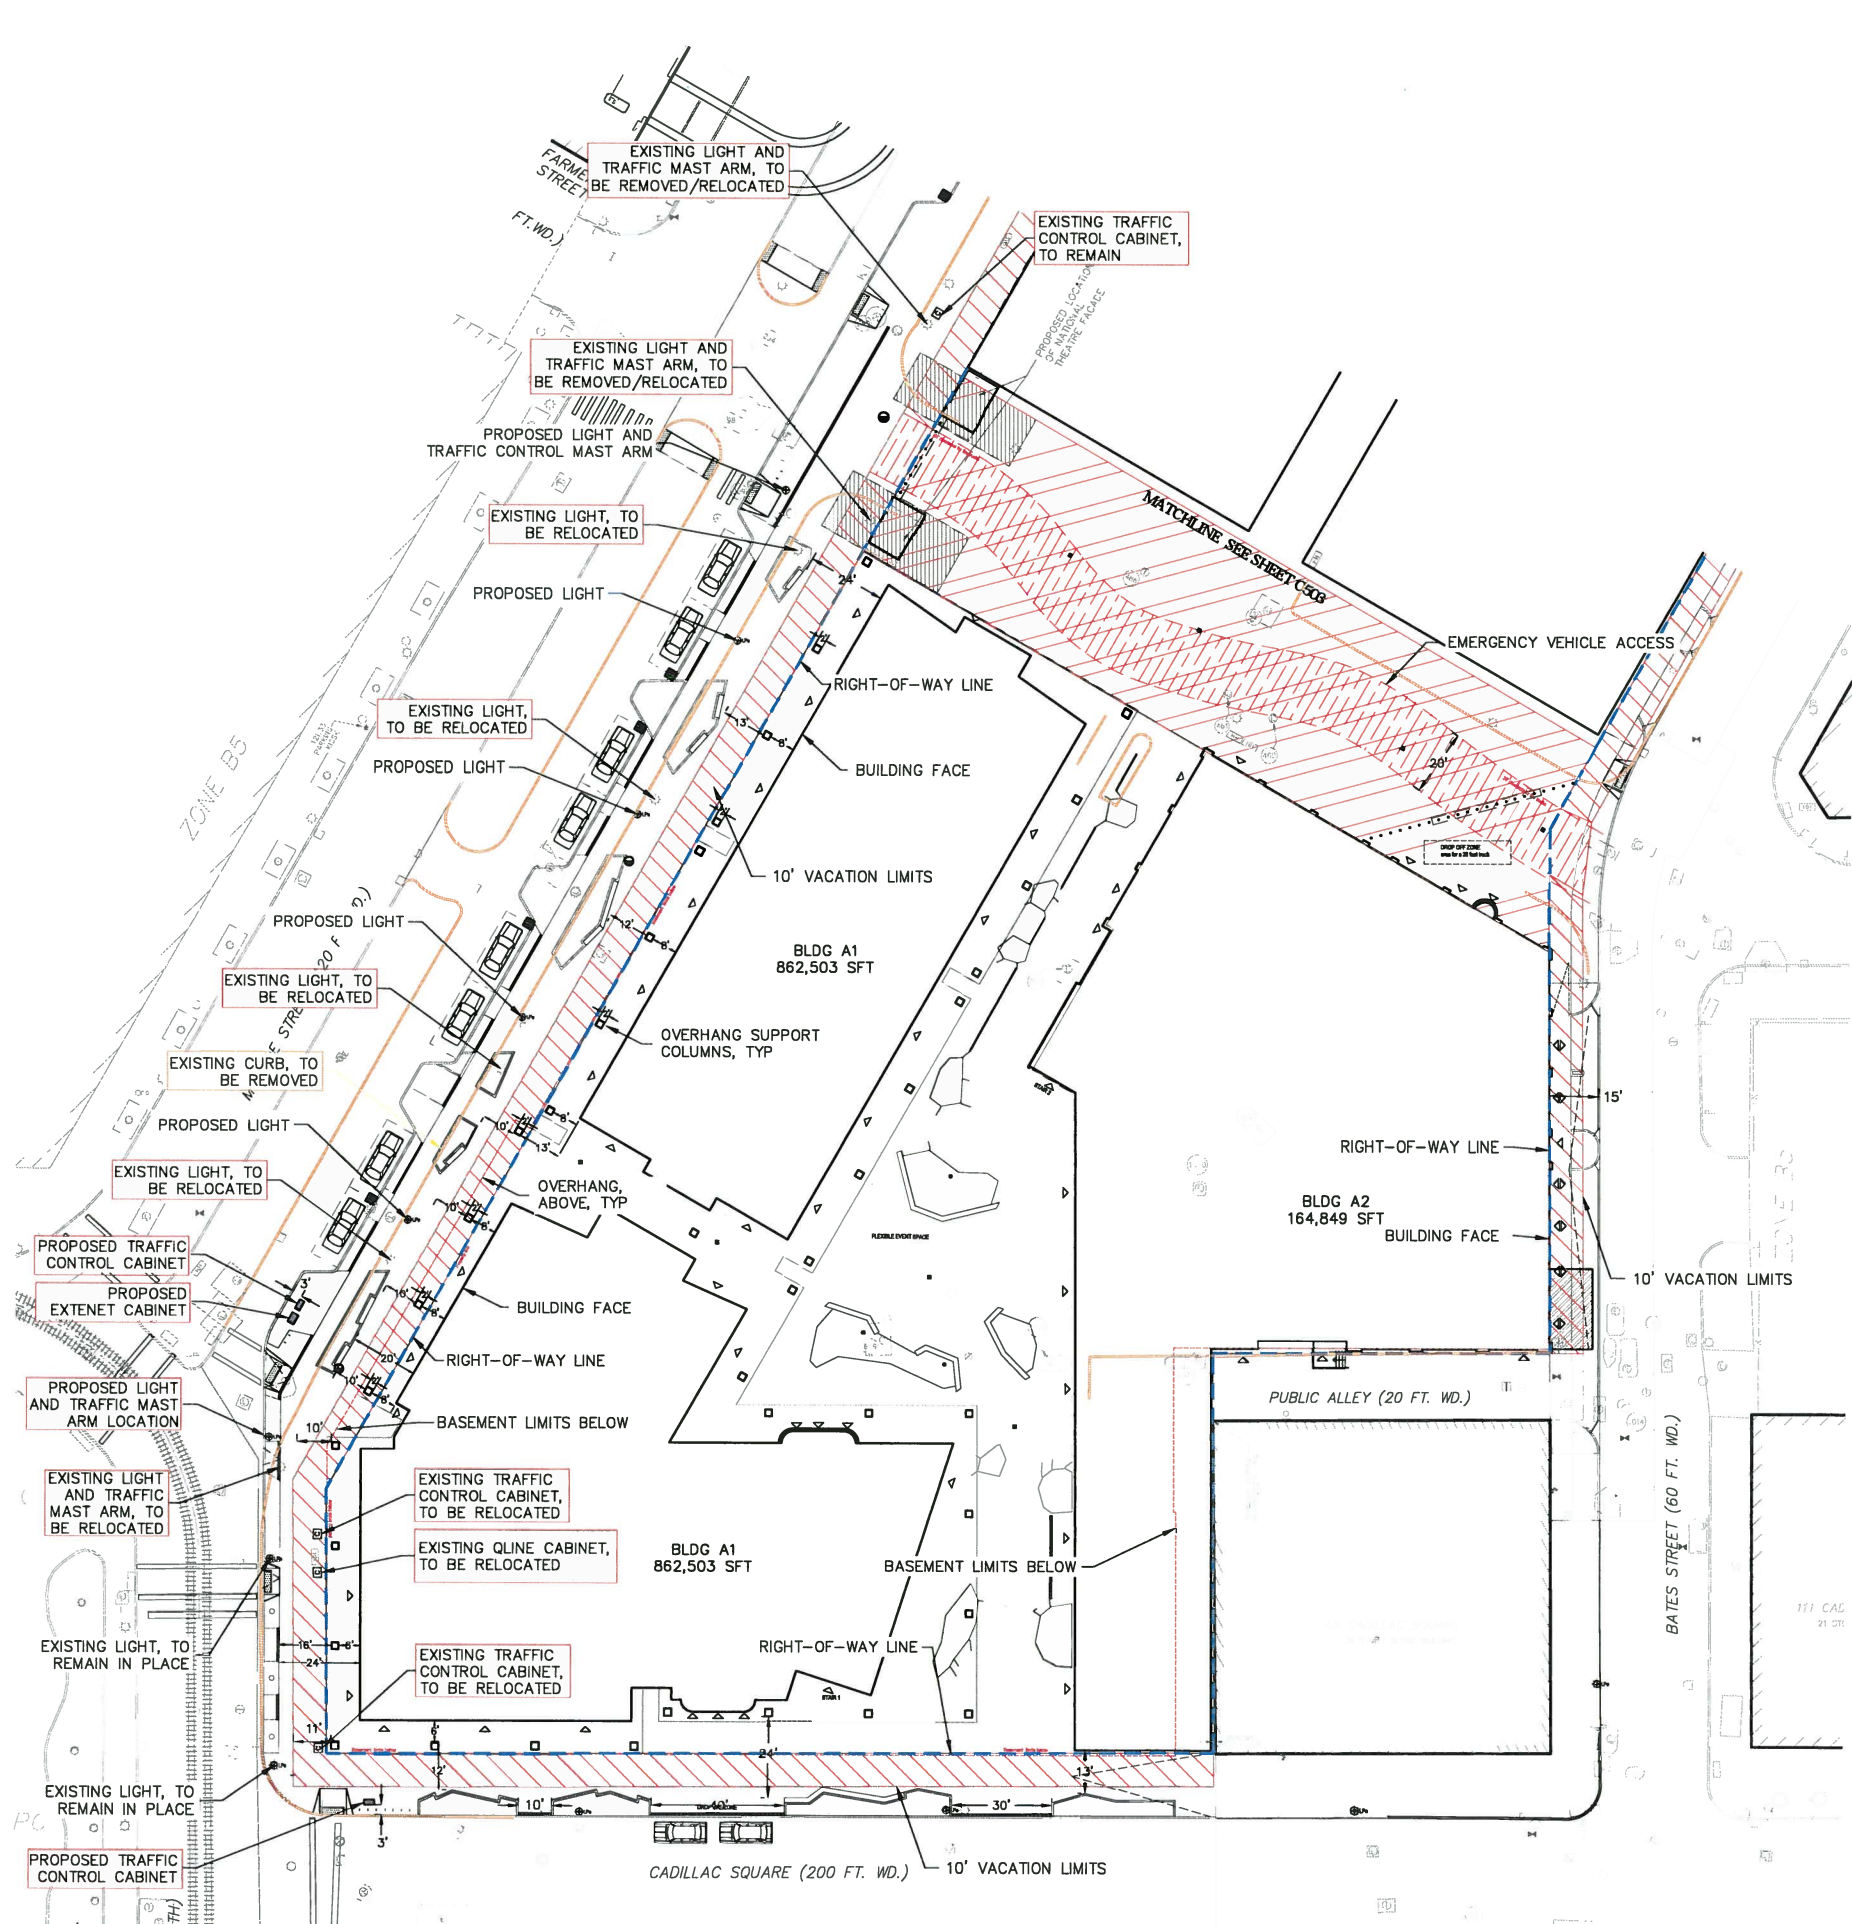 FARME
STREET
FT.WD.)
EXISTING LIGHT AND
TRAFFIC MAST ARM, TO
BE REMOVED/RELOCATED
EXISTING TRAFFIC
CONTROL CABINET,
TO REMAIN
PROPOSED LOCATION
OF NATIONAL
THEATRE FACADE
EXISTING LIGHT AND
TRAFFIC MAST ARM, TO
BE REMOVED/RELOCATED
PROPOSED LIGHT AND
TRAFFIC CONTROL MAST ARM
EXISTING LIGHT, TO
BE RELOCATED
MATCHLINE SEE SHEET C503
24'
PROPOSED LIGHT
EMERGENCY VEHICLE ACCESS
RIGHT-OF-WAY LINE
EXISTING LIGHT,
TO BE RELOCATED
13'
8'
20'
PROPOSED LIGHT
BUILDING FACE
ZONE B5
DROP OFF ZONE
10' VACATION LIMITS
PROPOSED LIGHT
12'
8'
BLDG A1
862,503 SFT
EXISTING LIGHT, TO
BE RELOCATED
OVERHANG SUPPORT
COLUMNS, TYP
EXISTING CURB, TO
BE REMOVED
15'
PROPOSED LIGHT
10'
8'
13'
RIGHT-OF-WAY LINE
EXISTING LIGHT, TO
BE RELOCATED
OVERHANG,
ABOVE, TYP
10'
8'
BLDG A2
164,849 SFT
BUILDING FACE
FLEXIBLE EVENT SPACE
PROPOSED TRAFFIC
CONTROL CABINET
3'
PROPOSED
EXTENET CABINET
10'
8'
BUILDING FACE
10' VACATION LIMITS
20'
RIGHT-OF-WAY LINE
10'
8'
PROPOSED LIGHT
AND TRAFFIC MAST
ARM LOCATION
10'
BASEMENT LIMITS BELOW
PUBLIC ALLEY (20 FT. WD.)
EXISTING LIGHT
AND TRAFFIC
MAST ARM, TO
BE RELOCATED
EXISTING TRAFFIC
CONTROL CABINET,
TO BE RELOCATED
EXISTING QLINE CABINET,
TO BE RELOCATED
BLDG A1
862,503 SFT
BASEMENT LIMITS BELOW
BATES STREET (60 FT. WD.)
111 CAD
21 STR
EXISTING LIGHT, TO
REMAIN IN PLACE
16'
6'
24'
RIGHT-OF-WAY LINE
EXISTING TRAFFIC
CONTROL CABINET,
TO BE RELOCATED
STAIR 1
11'
6'
24'
12'
13'
EXISTING LIGHT, TO
REMAIN IN PLACE
10'
40'
30'
3'
PROPOSED TRAFFIC
CONTROL CABINET
CADILLAC SQUARE (200 FT. WD.)
10' VACATION LIMITS